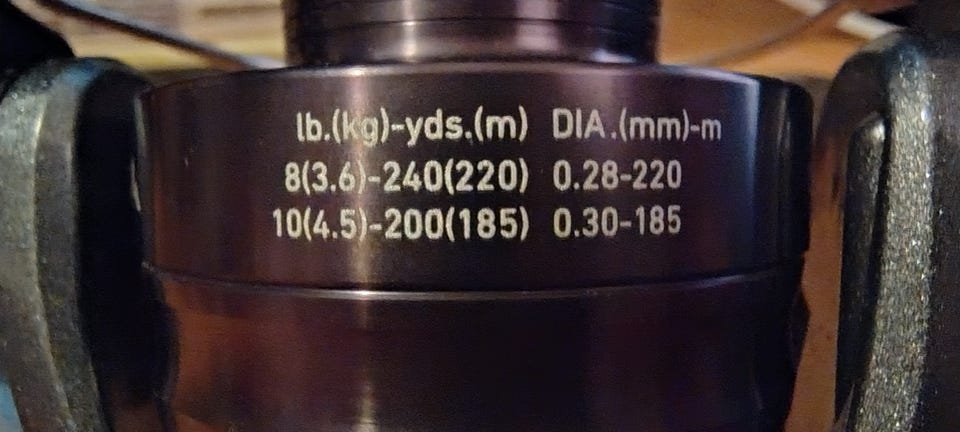 lb.(kg)-yds.(m) DIA.(mm)-m
8(3.6)-240(220) 0.28-220
10(4.5)-200(185) 0.30-185